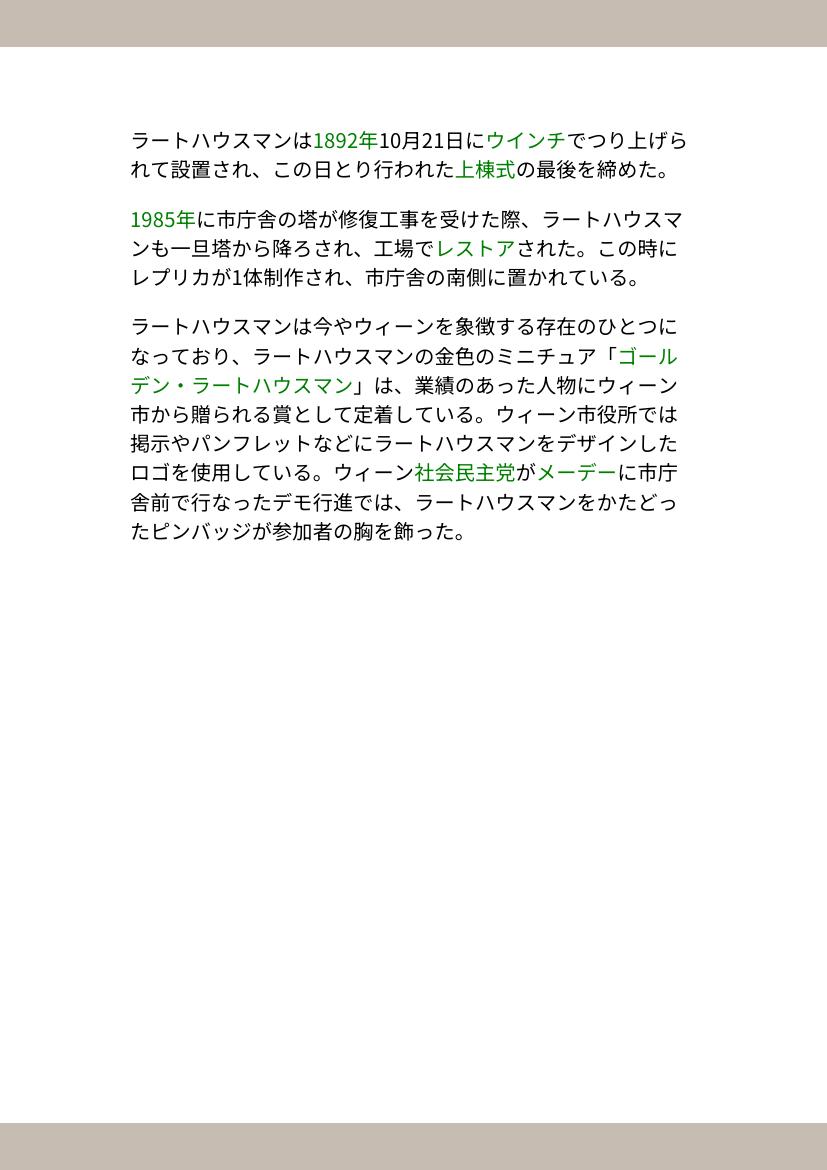 ラートハウスマンは1892年10月21日にウインチでつり上げら
れて設置され、この日とり行われた上棟式の最後を締めた。
1985年に市庁舎の塔が修復工事を受けた際、ラートハウスマ
ンも一旦塔から降ろされ、工場でレストアされた。この時に
レプリカが1体制作され、市庁舎の南側に置かれている。
ラートハウスマンは今やウィーンを象徴する存在のひとつに
なっており、ラートハウスマンの金色のミニチュア「ゴール
デン・ラートハウスマン」は、業績のあった人物にウィーン
市から贈られる賞として定着している。ウィーン市役所では
掲示やパンフレットなどにラートハウスマンをデザインした
ロゴを使用している。ウィーン社会民主党がメーデーに市庁
舎前で行なったデモ行進では、ラートハウスマンをかたどっ
たピンバッジが参加者の胸を飾った。